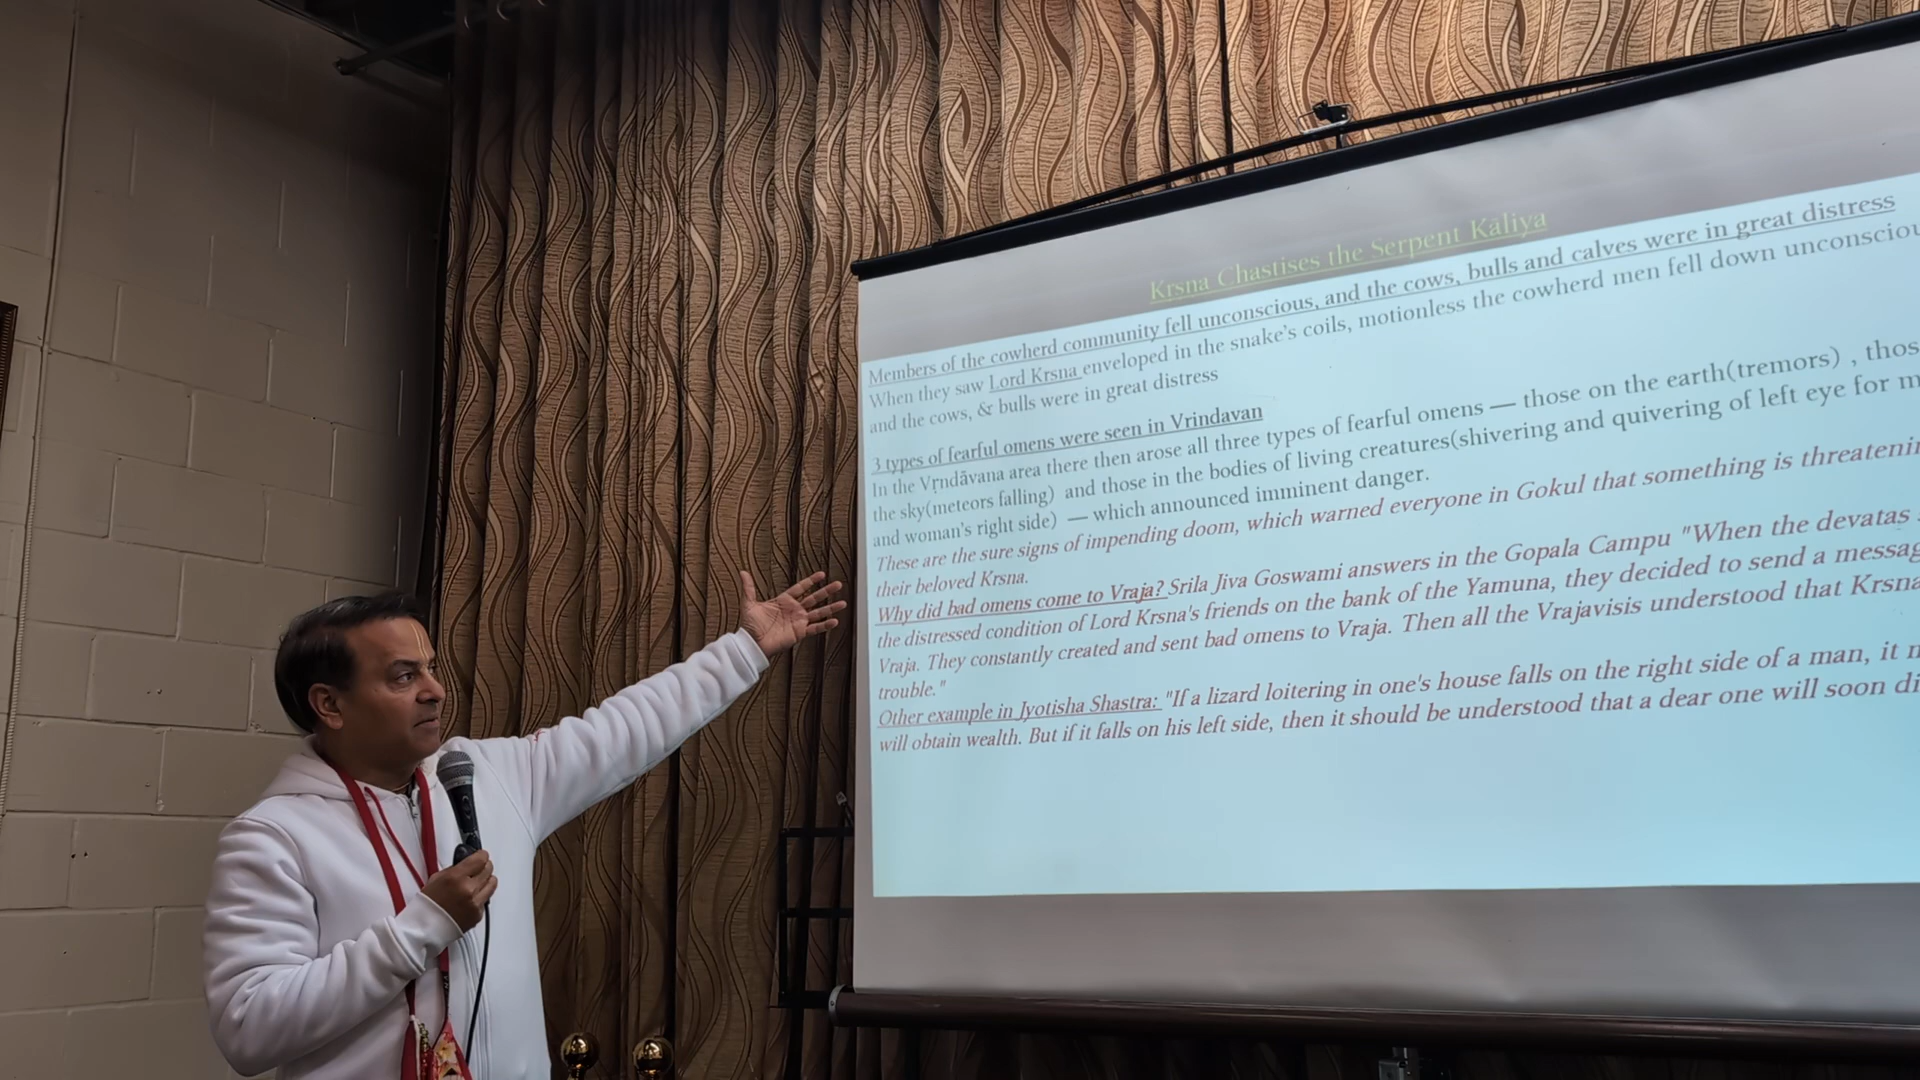 Krsna Chastises the Serpent Kāliya
Members of the cowherd community fell unconscious, and the cows, bulls and calves were in great distress
When they saw Lord Krsna enveloped in the snake's coils, motionless the cowherd men fell down
and the cows, & bulls were in great distress
3 types of fearful omens were seen in Vrindavan
In the Vṛndāvana area there then arose all three types of fearful omens — those on the earth(tremors) ,
the sky(meteors falling) and those in the bodies of living creatures(shivering and quivering of left eye for
and woman's right side) — which announced imminent danger.
These are the sure signs of impending doom, which warned everyone in Gokul that something is
their beloved Krsna.
Why did bad omens come to Vraja? Srila Jiva Goswami answers in the Gopala Campu "When the devatas
the distressed condition of Lord Krsna's friends on the bank of the Yamuna, they decided to send a
Vraja. They constantly created and sent bad omens to Vraja. Then all the Vrajavisis understood that Krsna
trouble."
Other example in Jyotisha Shastra: "If a lizard loitering in one's house falls on the right side of a man, it
will obtain wealth. But if it falls on his left side, then it should be understood that a dear one will soon